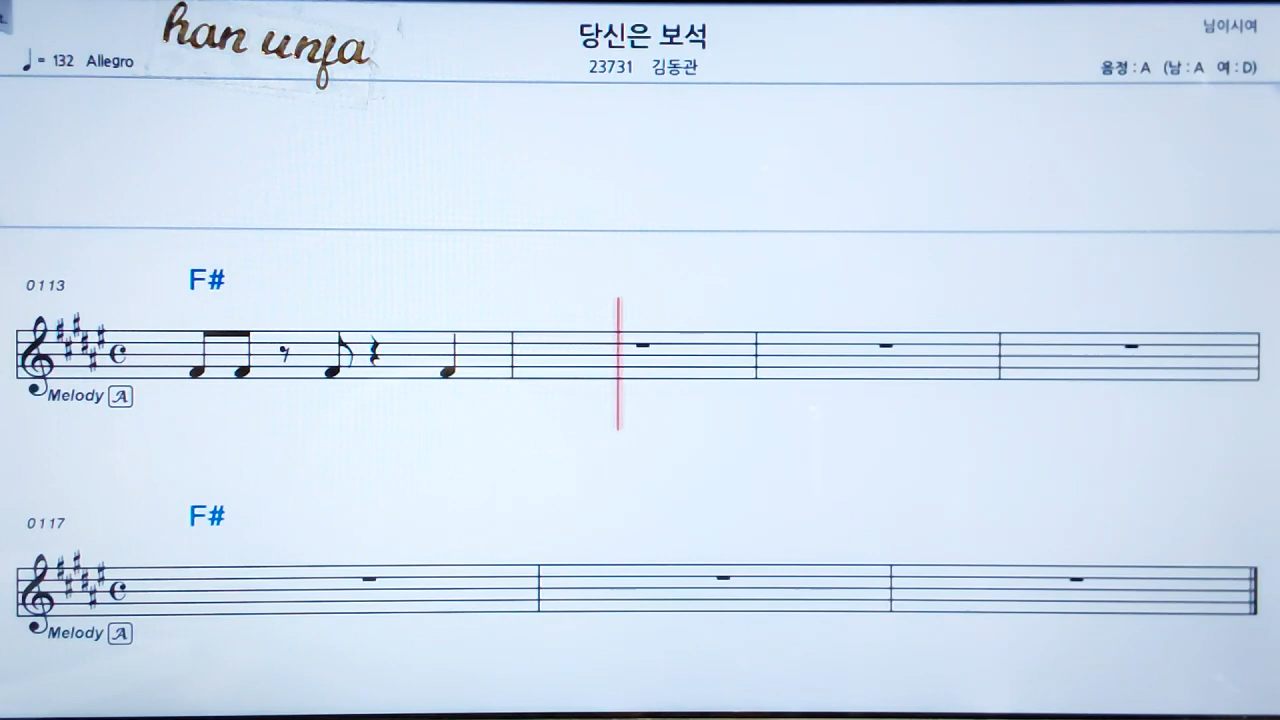 han unfa
당신은 보석
님이시여
♩= 132 Allegro
23731 김동관
음정 : A (남 : A 여 : D)
0113
F#
Melody A
0117
F#
Melody A